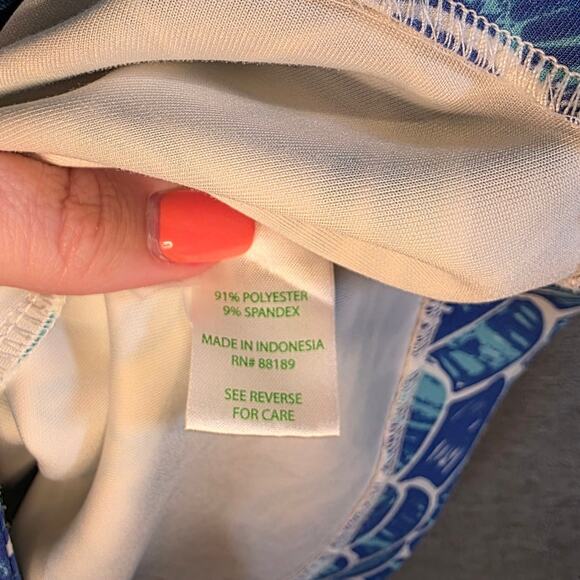 91% POLYESTER
9% SPANDEX
MADE IN INDONESIA
RN# 88189
SEE REVERSE
FOR CARE